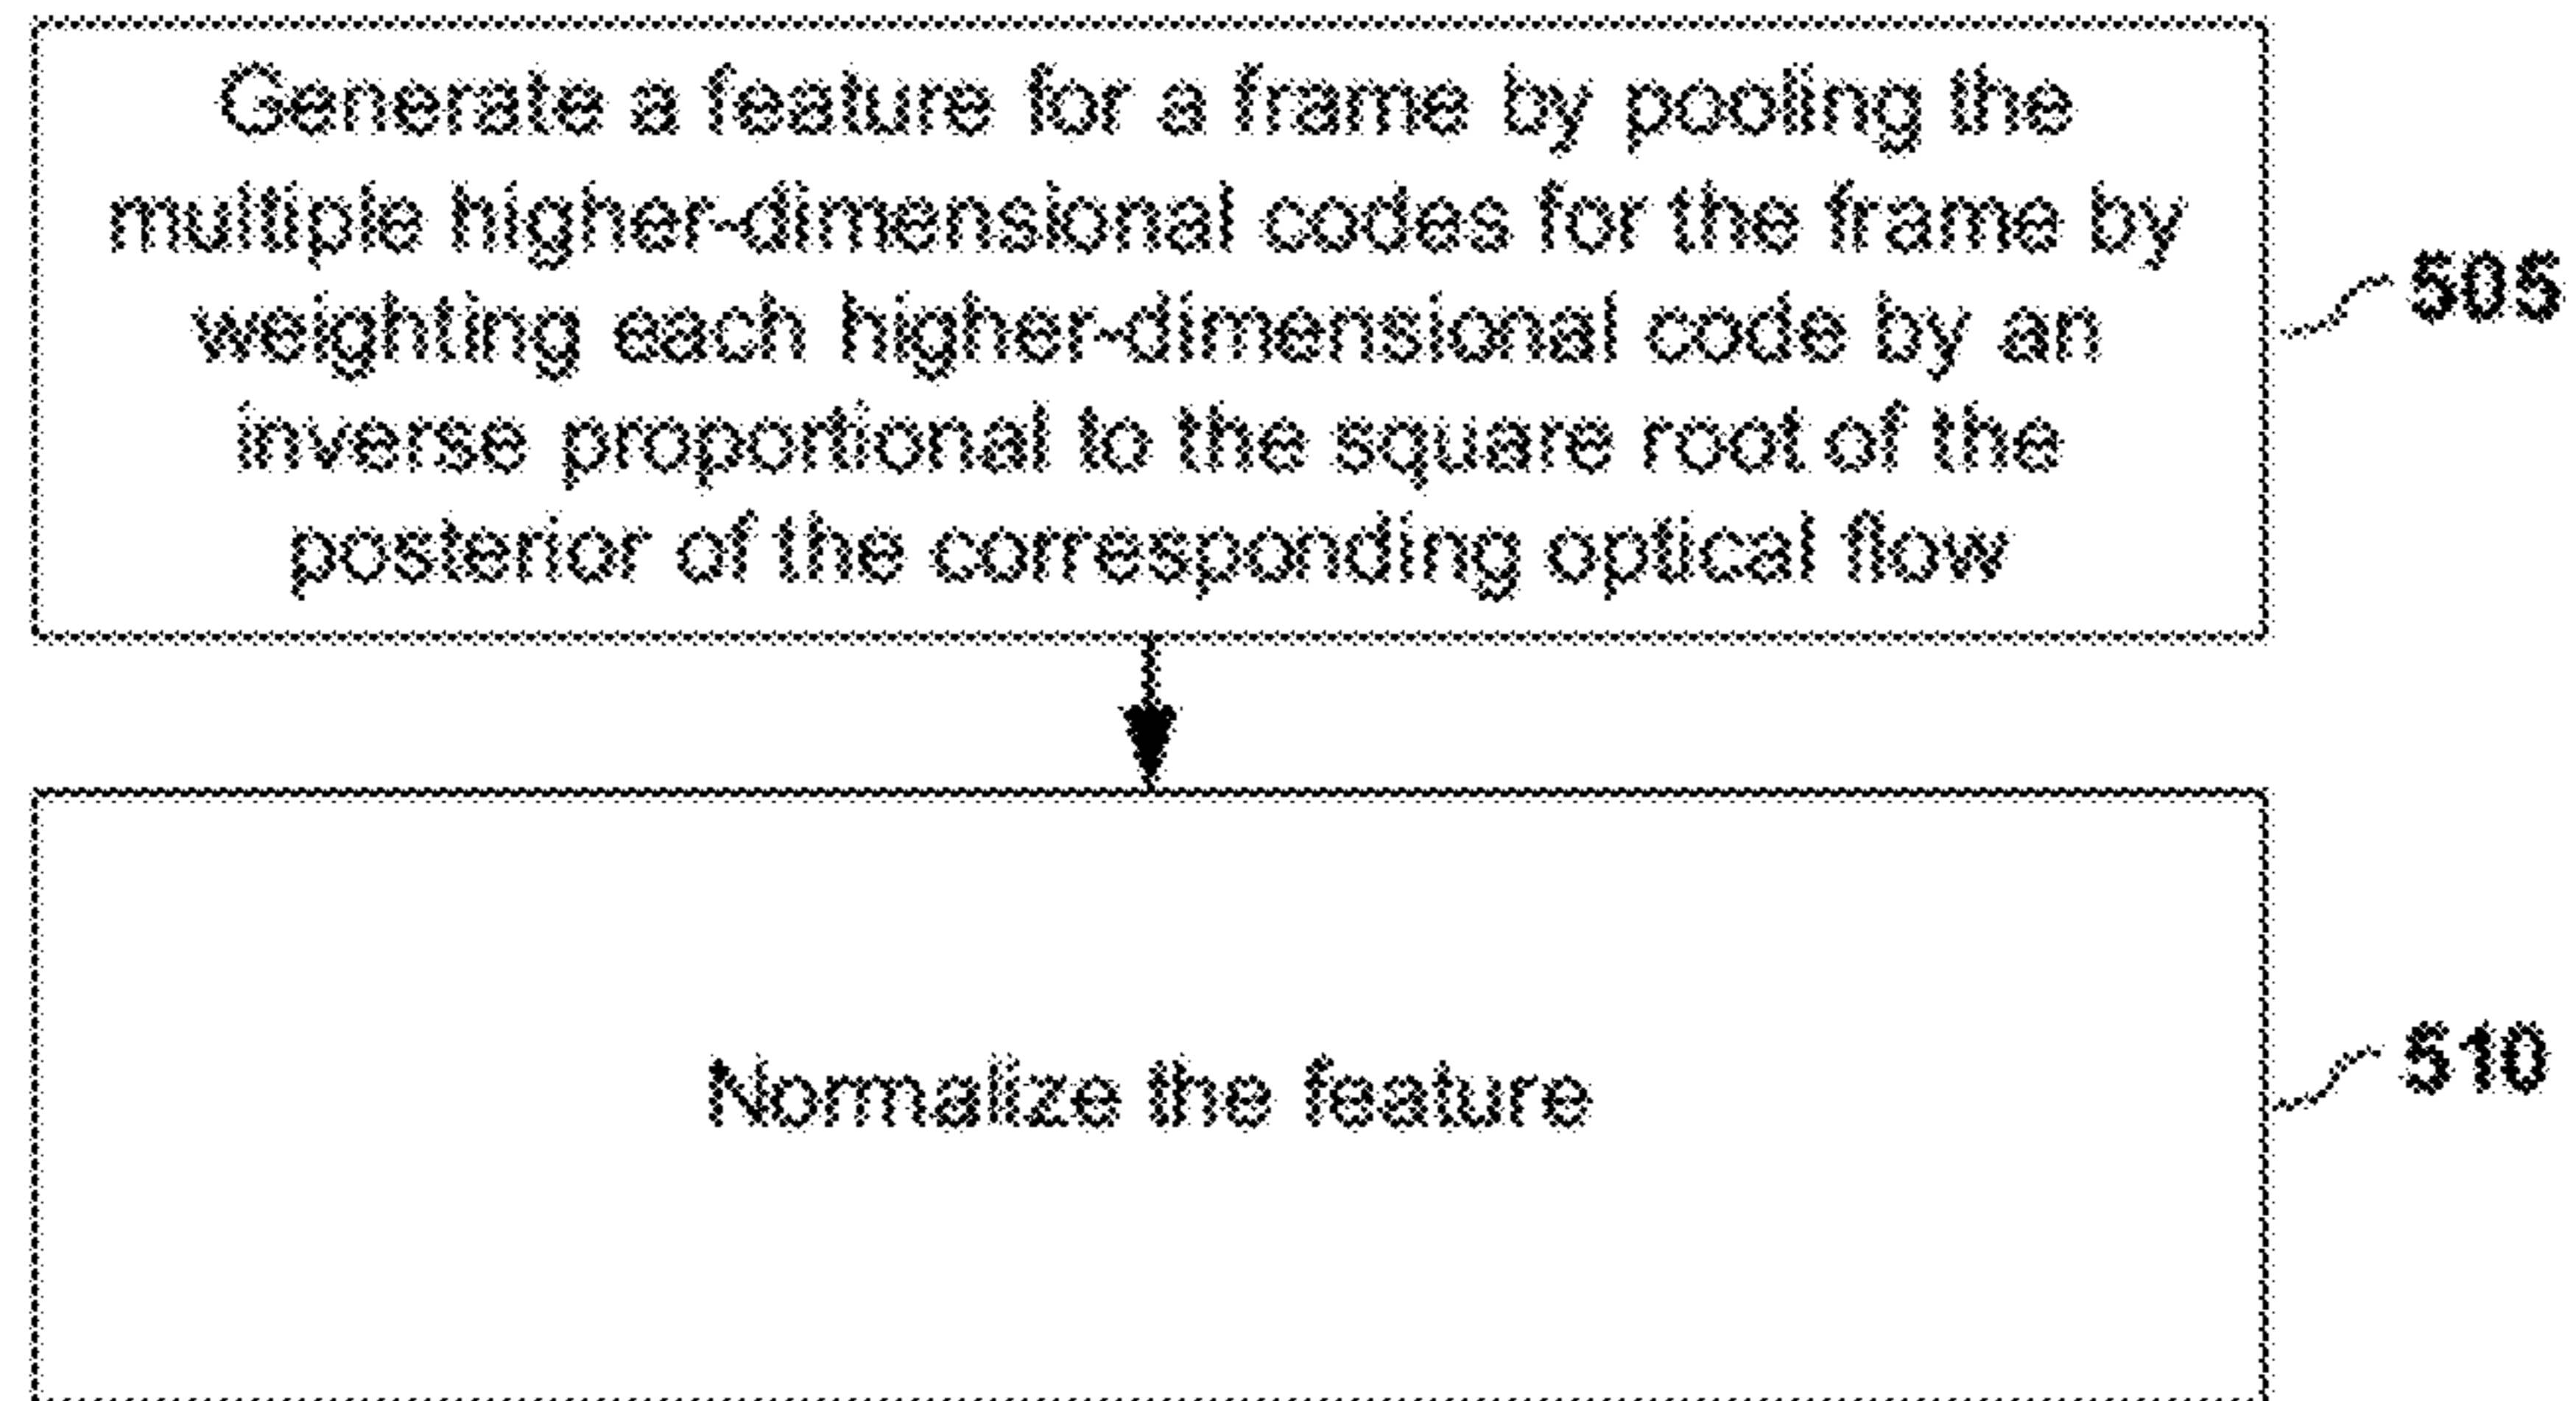 Generate a feature for a frame by pooling the
multiple higher-dimensional codes for the frame by
weighting each higher-dimensional code by an
inverse proportional to the square root of the
posterior of the corresponding optical flow
505
Normalize the feature
510